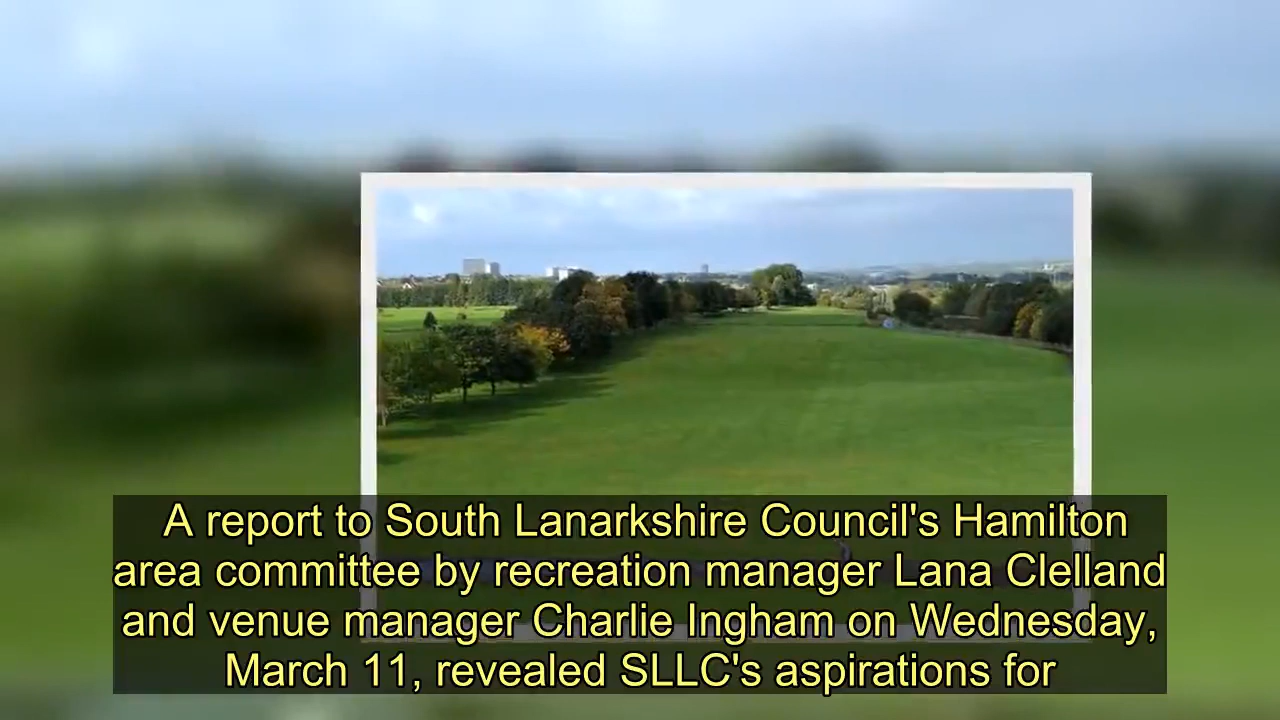 A report to South Lanarkshire Council's Hamilton
area committee by recreation manager Lana Clelland
and venue manager Charlie Ingham on Wednesday,
March 11, revealed SLLC's aspirations for